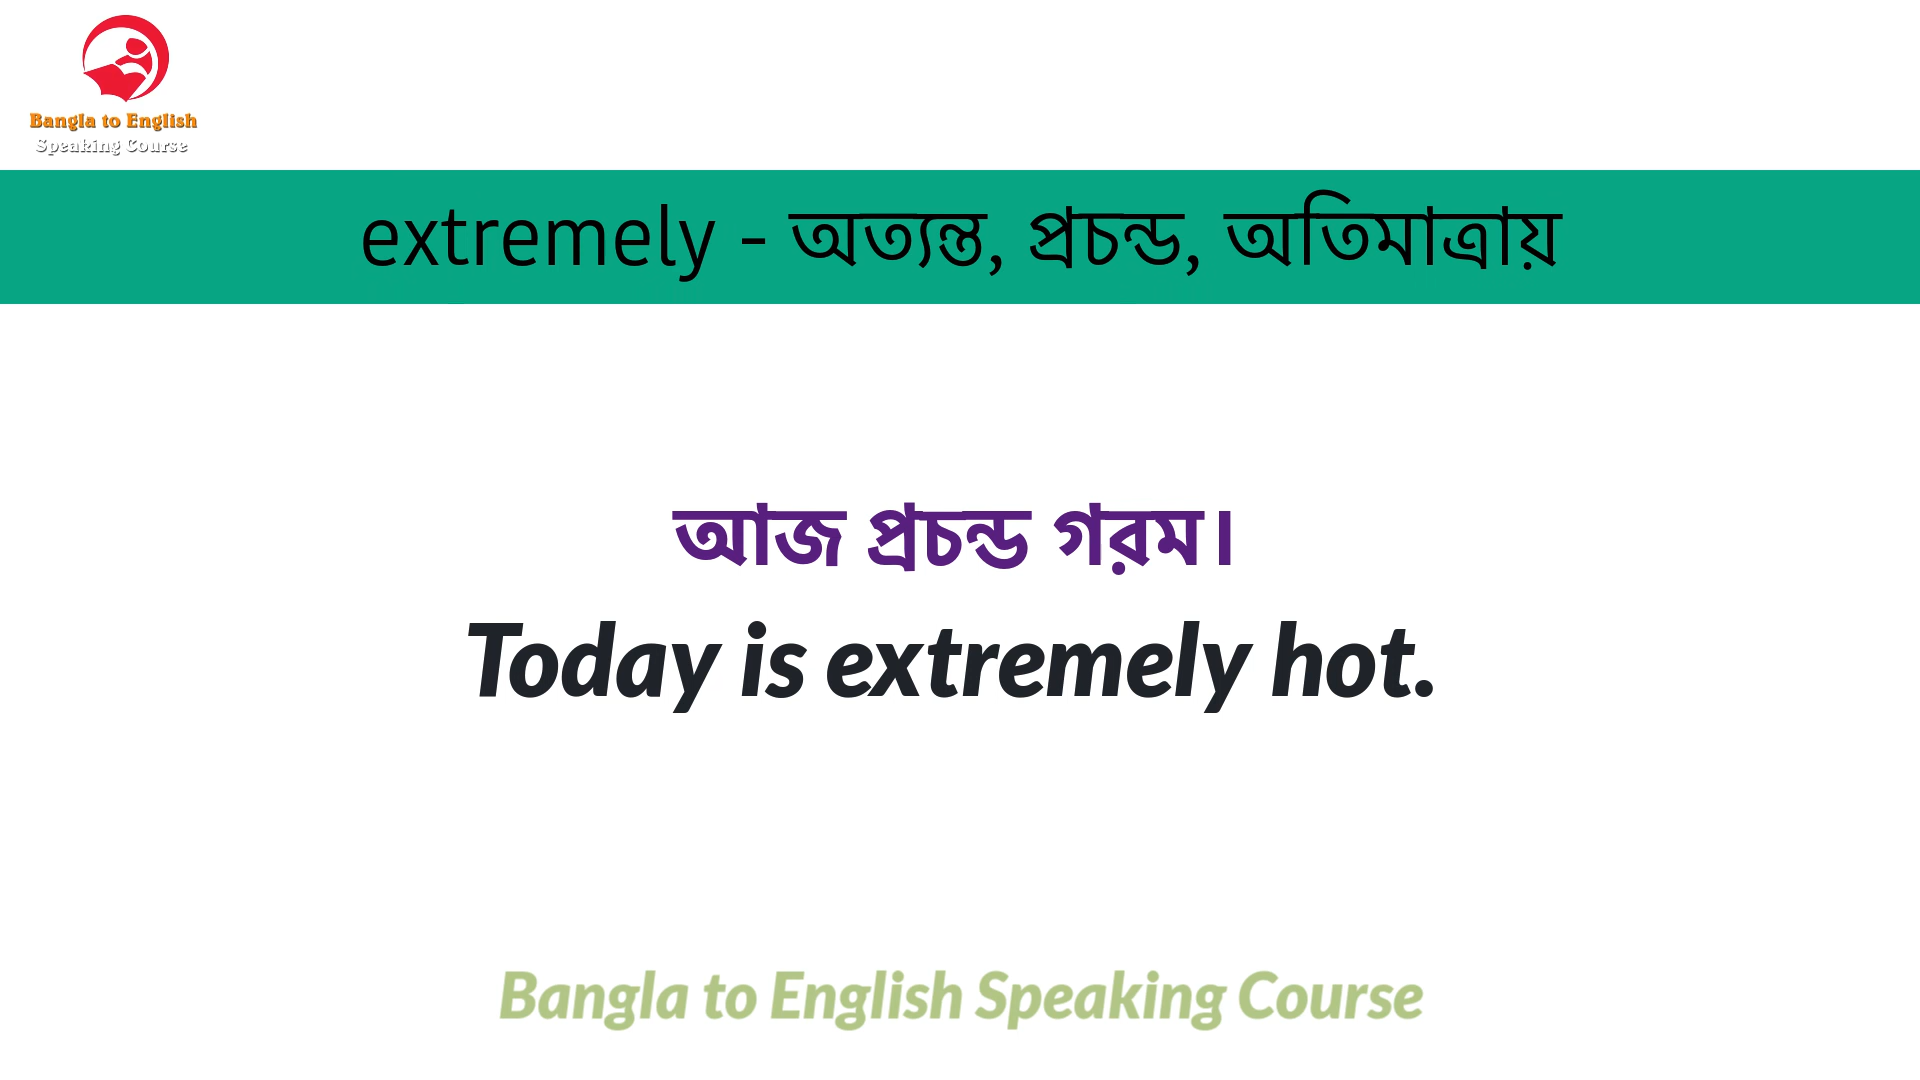 Bangla to English
Speaking Course
extremely - অত্যন্ত, প্রচন্ড, অতিমাত্রায়
আজ প্রচন্ড গরম।
Today is extremely hot.
Bangla to English Speaking Course